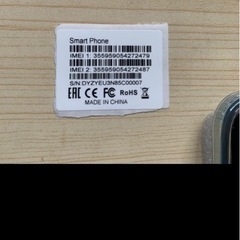 Smart Phone
IMEI 1: 355959054272479
IMEI 2: 355959054272487
S/N:DYZYEU3N85C00007
EAC CE FC RoHS
MADE IN CHINA